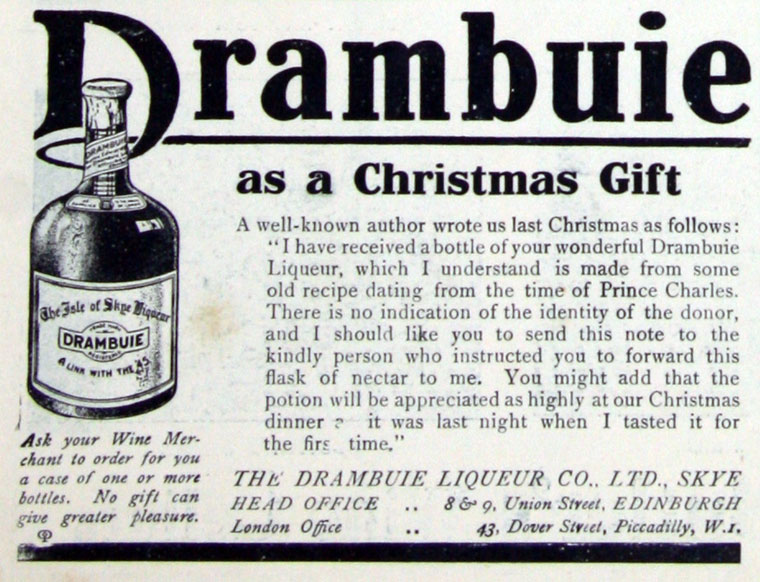 Drambuie
as a Christmas Gift
A well-known author wrote us last Christmas as follows:
"I have received a bottle of your wonderful Drambuie
Liqueur, which I understand is made from some
old recipe dating from the time of Prince Charles.
There is no indication of the identity of the donor,
and I should like you to send this note to the
kindly person who instructed you to forward this
flask of nectar to me. You might add that the
potion will be appreciated as highly at our Christmas
dinner it was last night when I tasted it for
the firs time."
DRAMBUIE
The Isle of Skye Liqueur
TRADE MARK
DRAMBUIE
REGISTERED
A LINK WITH THE '45
Ask your Wine Mer-
chant to order for you
a case of one or more
bottles. No gift can
give greater pleasure.
THE DRAMBUIE LIQUEUR CO., LTD., SKYE
HEAD OFFICE .. 8 & 9, Union Street, EDINBURGH
London Office .. 43, Dover Street, Piccadilly, W.1.